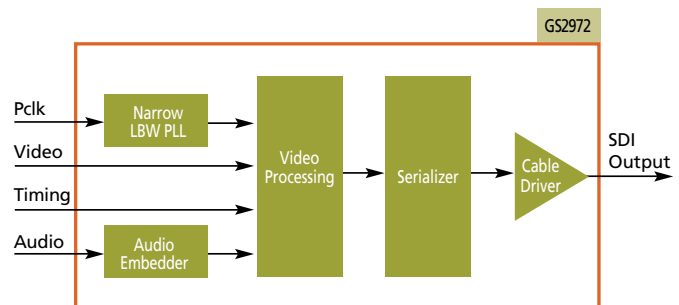 GS2972
Pclk
Narrow
LBW PLL
Video
Timing
Audio
Audio
Embedder
Video
Processing
Serializer
Cable
Driver
SDI
Output